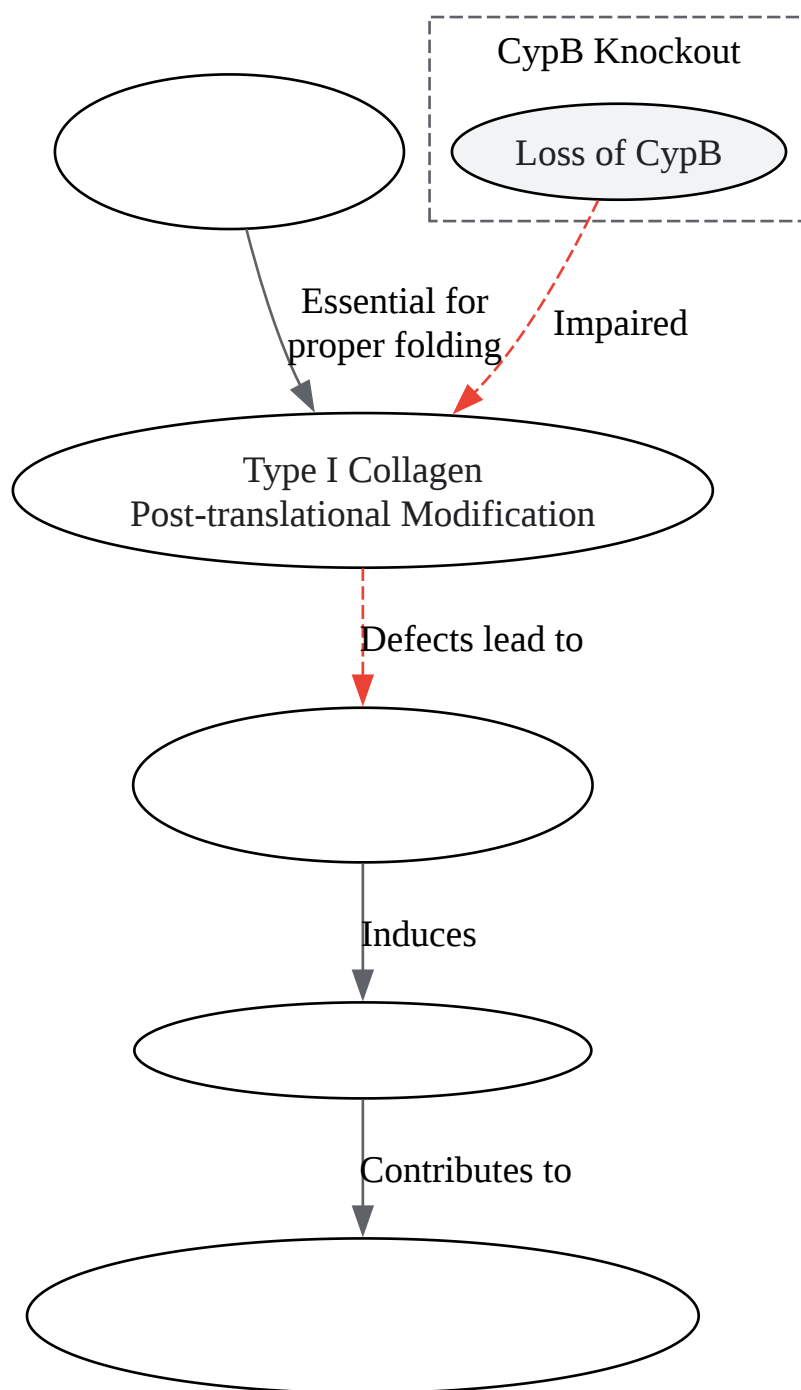 CypB Knockout
Loss of CypB
Essential for
proper folding
Impaired
Type I Collagen
Post-translational Modification
Defects lead to
Induces
Contributes to